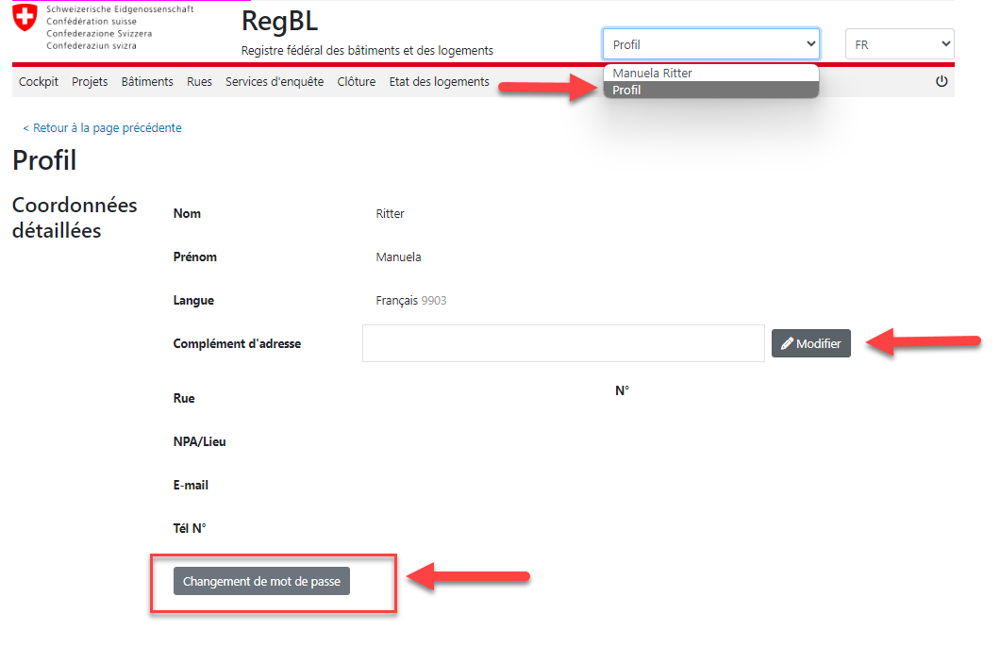 Schweizerische Eidgenossenschaft
Confédération suisse
Confederazione Svizzera
Confederaziun svizra
RegBL
Registre fédéral des bâtiments et des logements
Profil
FR
Manuela Ritter
Profil
Cockpit Projets Bâtiments Rues Services d'enquête Clôture Etat des logements
< Retour à la page précédente
Profil
Coordonnées
détaillées
Nom Ritter
Prénom Manuela
Langue Français 9903
Complément d'adresse Modifier
Rue N°
NPA/Lieu
E-mail
Tél N°
Changement de mot de passe